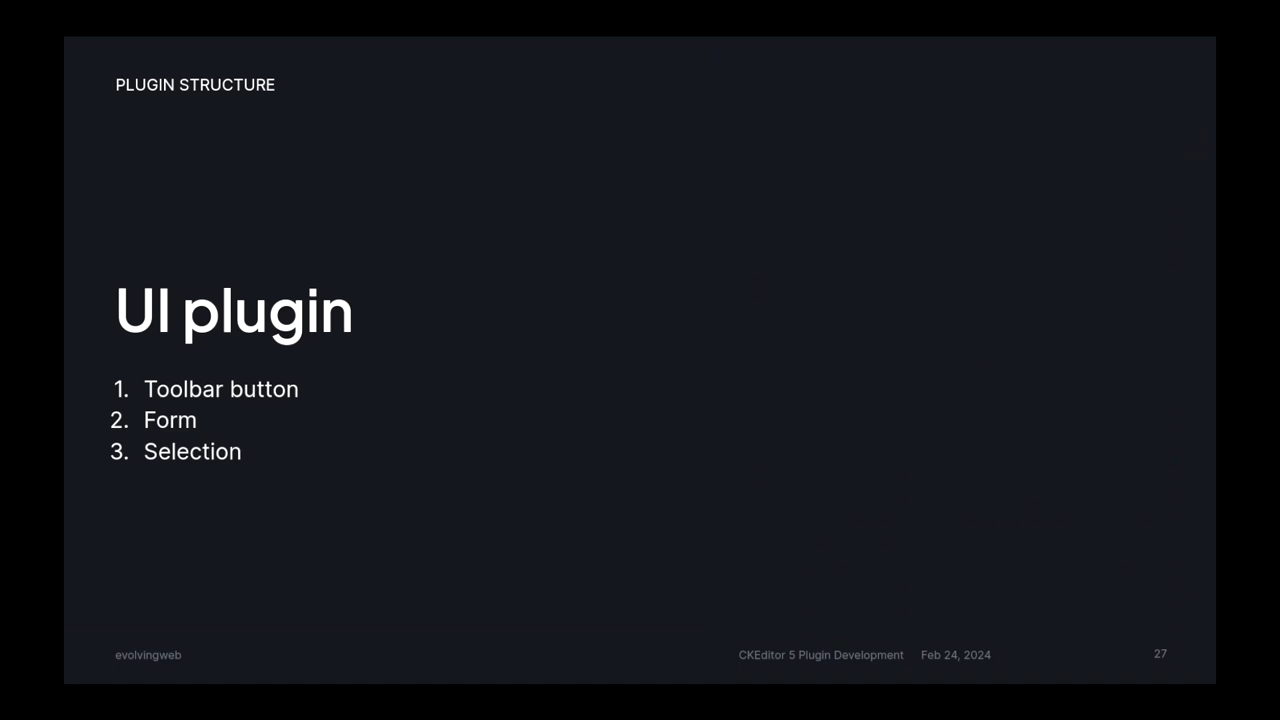 PLUGIN STRUCTURE
UI plugin
1. Toolbar button
2. Form
3. Selection
evolvingweb
CKEditor 5 Plugin Development Feb 24, 2024
27